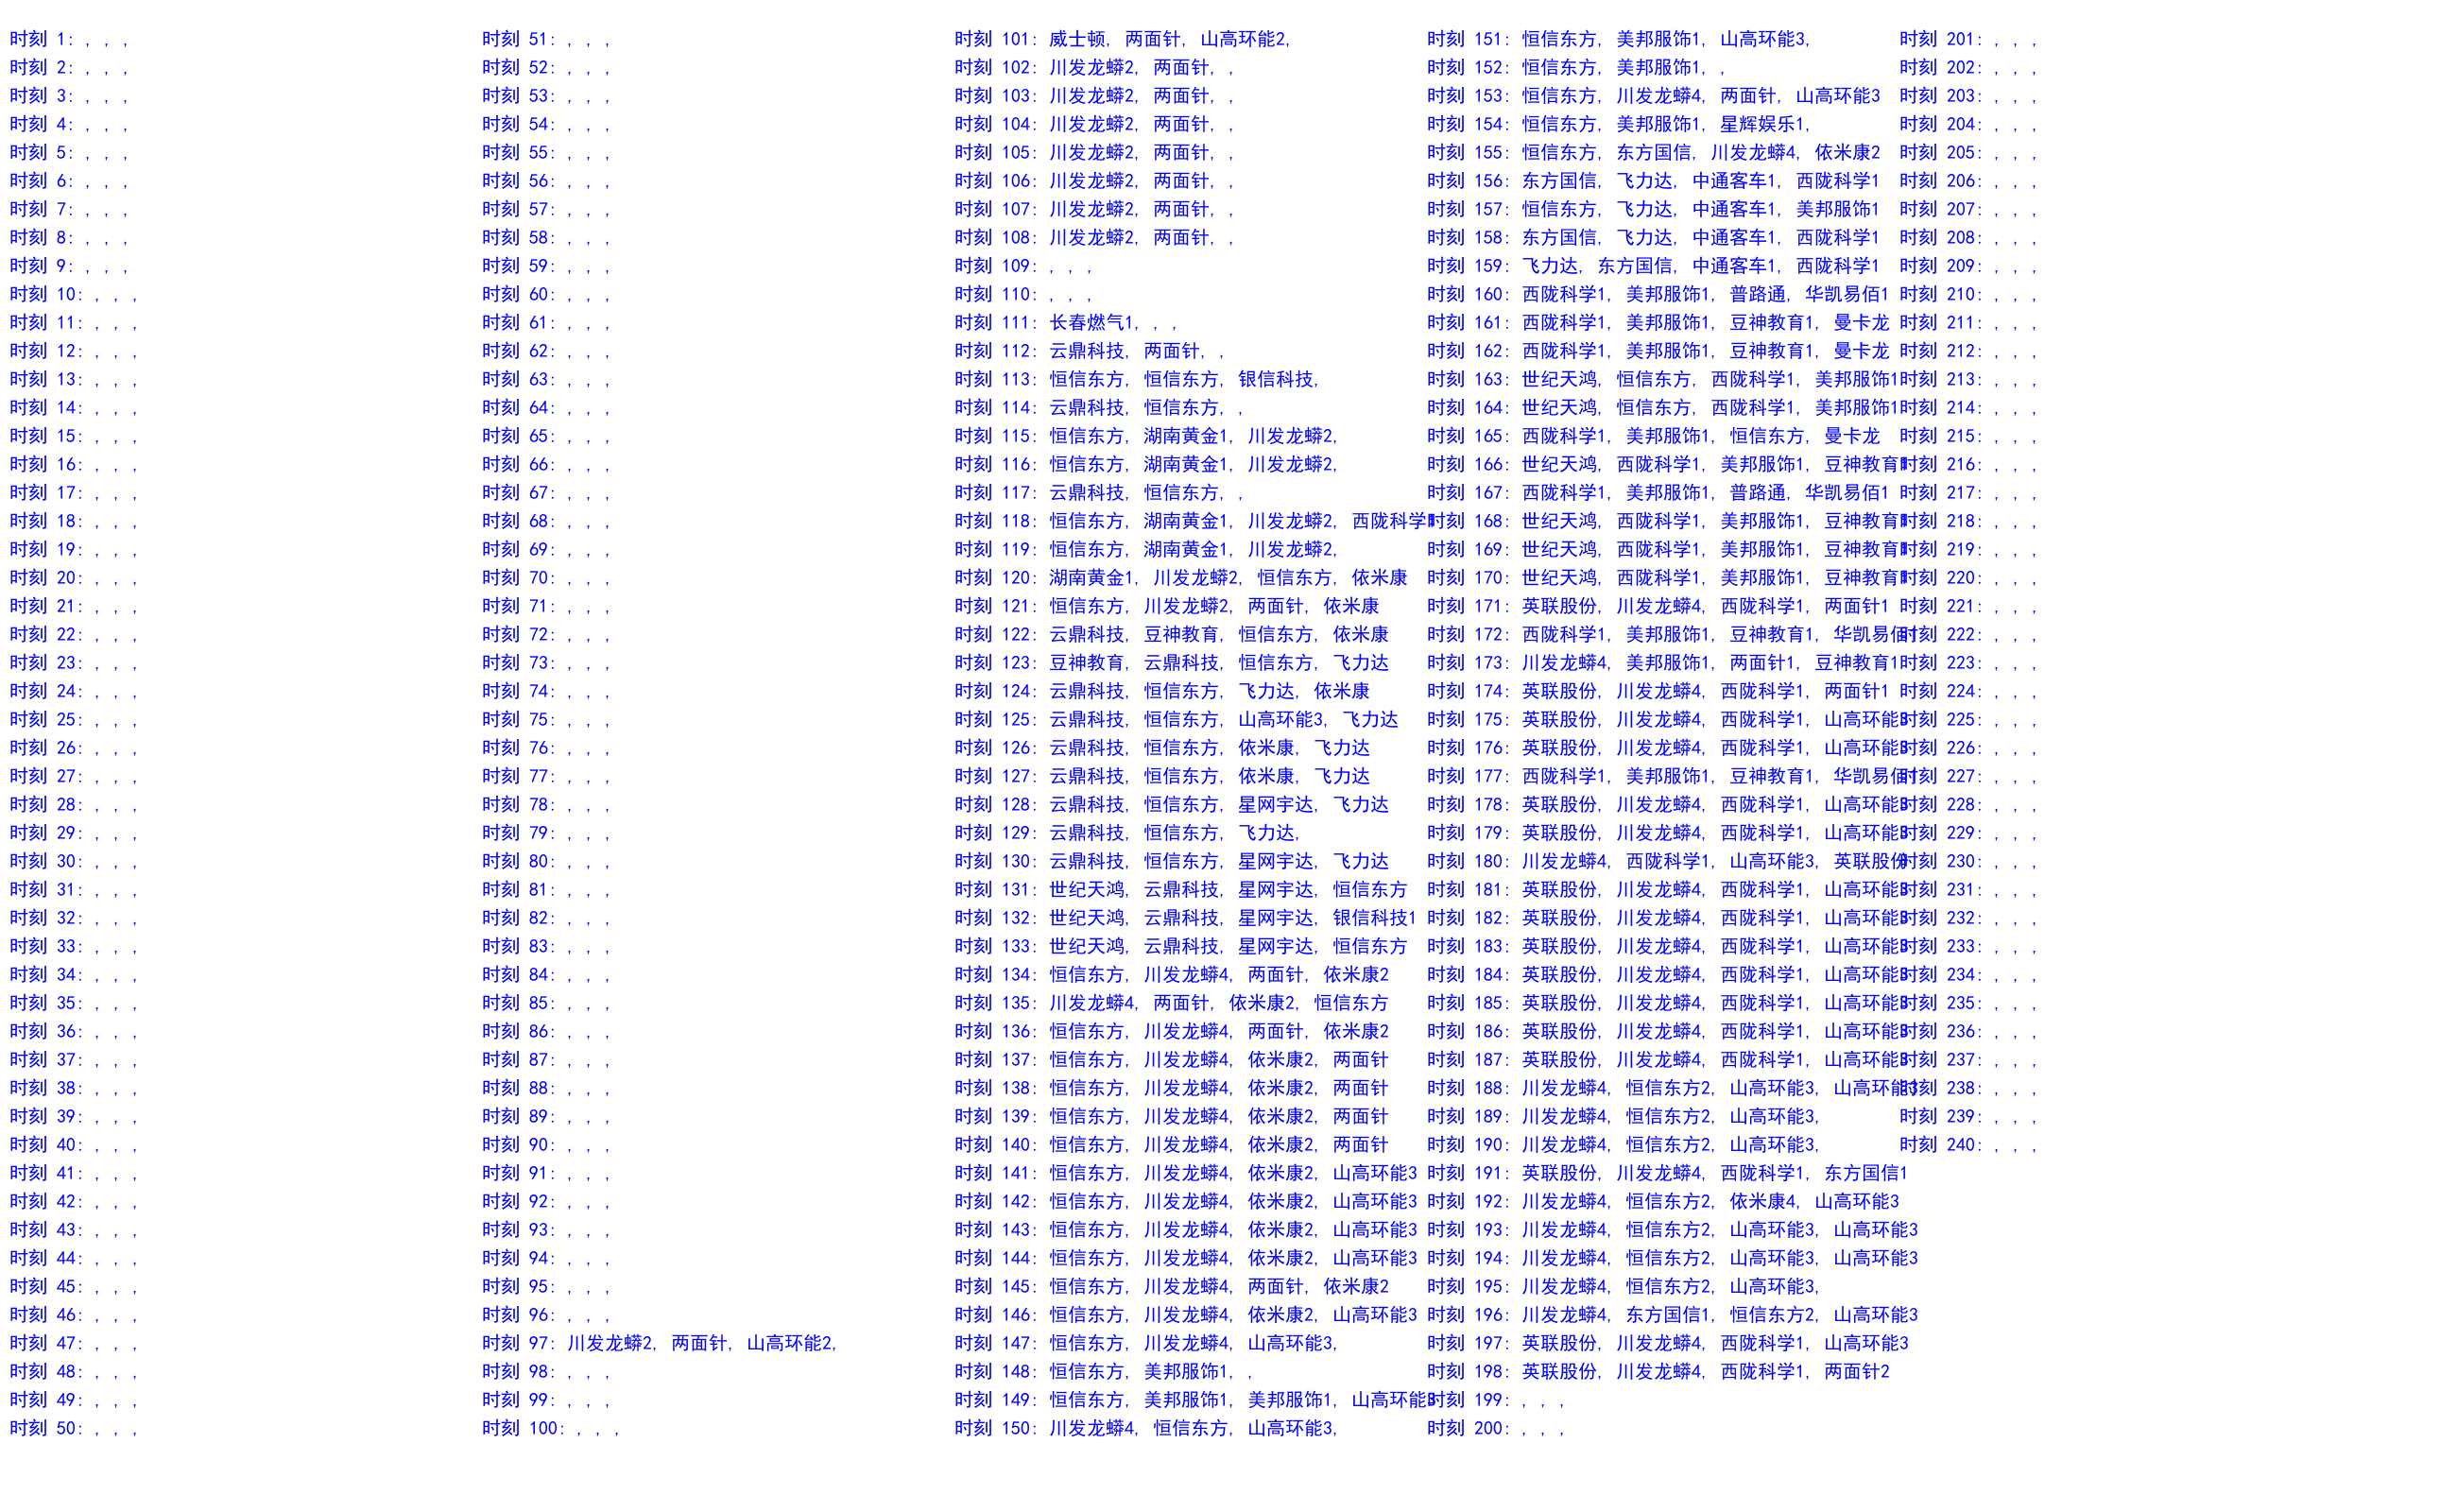 时刻 1: , , ,
时刻 2: , , ,
时刻 3: , , ,
时刻 4: , , ,
时刻 5: , , ,
时刻 6: , , ,
时刻 7: , , ,
时刻 8: , , ,
时刻 9: , , ,
时刻 10: , , ,
时刻 11: , , ,
时刻 12: , , ,
时刻 13: , , ,
时刻 14: , , ,
时刻 15: , , ,
时刻 16: , , ,
时刻 17: , , ,
时刻 18: , , ,
时刻 19: , , ,
时刻 20: , , ,
时刻 21: , , ,
时刻 22: , , ,
时刻 23: , , ,
时刻 24: , , ,
时刻 25: , , ,
时刻 26: , , ,
时刻 27: , , ,
时刻 28: , , ,
时刻 29: , , ,
时刻 30: , , ,
时刻 31: , , ,
时刻 32: , , ,
时刻 33: , , ,
时刻 34: , , ,
时刻 35: , , ,
时刻 36: , , ,
时刻 37: , , ,
时刻 38: , , ,
时刻 39: , , ,
时刻 40: , , ,
时刻 41: , , ,
时刻 42: , , ,
时刻 43: , , ,
时刻 44: , , ,
时刻 45: , , ,
时刻 46: , , ,
时刻 47: , , ,
时刻 48: , , ,
时刻 49: , , ,
时刻 50: , , ,
时刻 51: , , ,
时刻 52: , , ,
时刻 53: , , ,
时刻 54: , , ,
时刻 55: , , ,
时刻 56: , , ,
时刻 57: , , ,
时刻 58: , , ,
时刻 59: , , ,
时刻 60: , , ,
时刻 61: , , ,
时刻 62: , , ,
时刻 63: , , ,
时刻 64: , , ,
时刻 65: , , ,
时刻 66: , , ,
时刻 67: , , ,
时刻 68: , , ,
时刻 69: , , ,
时刻 70: , , ,
时刻 71: , , ,
时刻 72: , , ,
时刻 73: , , ,
时刻 74: , , ,
时刻 75: , , ,
时刻 76: , , ,
时刻 77: , , ,
时刻 78: , , ,
时刻 79: , , ,
时刻 80: , , ,
时刻 81: , , ,
时刻 82: , , ,
时刻 83: , , ,
时刻 84: , , ,
时刻 85: , , ,
时刻 86: , , ,
时刻 87: , , ,
时刻 88: , , ,
时刻 89: , , ,
时刻 90: , , ,
时刻 91: , , ,
时刻 92: , , ,
时刻 93: , , ,
时刻 94: , , ,
时刻 95: , , ,
时刻 96: , , ,
时刻 97: 川发龙蟒2, 两面针, 山高环能2,
时刻 98: , , ,
时刻 99: , , ,
时刻 100: , , ,
时刻 101: 威士顿, 两面针, 山高环能2,
时刻 102: 川发龙蟒2, 两面针, ,
时刻 103: 川发龙蟒2, 两面针, ,
时刻 104: 川发龙蟒2, 两面针, ,
时刻 105: 川发龙蟒2, 两面针, ,
时刻 106: 川发龙蟒2, 两面针, ,
时刻 107: 川发龙蟒2, 两面针, ,
时刻 108: 川发龙蟒2, 两面针, ,
时刻 109: , , ,
时刻 110: , , ,
时刻 111: 长春燃气1, , ,
时刻 112: 云鼎科技, 两面针, ,
时刻 113: 恒信东方, 恒信东方, 银信科技,
时刻 114: 云鼎科技, 恒信东方, ,
时刻 115: 恒信东方, 湖南黄金1, 川发龙蟒2,
时刻 116: 恒信东方, 湖南黄金1, 川发龙蟒2,
时刻 117: 云鼎科技, 恒信东方, ,
时刻 118: 恒信东方, 湖南黄金1, 川发龙蟒2, 西陇科学1
时刻 119: 恒信东方, 湖南黄金1, 川发龙蟒2,
时刻 120: 湖南黄金1, 川发龙蟒2, 恒信东方, 依米康
时刻 121: 恒信东方, 川发龙蟒2, 两面针, 依米康
时刻 122: 云鼎科技, 豆神教育, 恒信东方, 依米康
时刻 123: 豆神教育, 云鼎科技, 恒信东方, 飞力达
时刻 124: 云鼎科技, 恒信东方, 飞力达, 依米康
时刻 125: 云鼎科技, 恒信东方, 山高环能3, 飞力达
时刻 126: 云鼎科技, 恒信东方, 依米康, 飞力达
时刻 127: 云鼎科技, 恒信东方, 依米康, 飞力达
时刻 128: 云鼎科技, 恒信东方, 星网宇达, 飞力达
时刻 129: 云鼎科技, 恒信东方, 飞力达,
时刻 130: 云鼎科技, 恒信东方, 星网宇达, 飞力达
时刻 131: 世纪天鸿, 云鼎科技, 星网宇达, 恒信东方
时刻 132: 世纪天鸿, 云鼎科技, 星网宇达, 银信科技1
时刻 133: 世纪天鸿, 云鼎科技, 星网宇达, 恒信东方
时刻 134: 恒信东方, 川发龙蟒4, 两面针, 依米康2
时刻 135: 川发龙蟒4, 两面针, 依米康2, 恒信东方
时刻 136: 恒信东方, 川发龙蟒4, 两面针, 依米康2
时刻 137: 恒信东方, 川发龙蟒4, 依米康2, 两面针
时刻 138: 恒信东方, 川发龙蟒4, 依米康2, 两面针
时刻 139: 恒信东方, 川发龙蟒4, 依米康2, 两面针
时刻 140: 恒信东方, 川发龙蟒4, 依米康2, 两面针
时刻 141: 恒信东方, 川发龙蟒4, 依米康2, 山高环能3
时刻 142: 恒信东方, 川发龙蟒4, 依米康2, 山高环能3
时刻 143: 恒信东方, 川发龙蟒4, 依米康2, 山高环能3
时刻 144: 恒信东方, 川发龙蟒4, 依米康2, 山高环能3
时刻 145: 恒信东方, 川发龙蟒4, 两面针, 依米康2
时刻 146: 恒信东方, 川发龙蟒4, 依米康2, 山高环能3
时刻 147: 恒信东方, 川发龙蟒4, 山高环能3,
时刻 148: 恒信东方, 美邦服饰1, ,
时刻 149: 恒信东方, 美邦服饰1, 美邦服饰1, 山高环能3
时刻 150: 川发龙蟒4, 恒信东方, 山高环能3,
时刻 151: 恒信东方, 美邦服饰1, 山高环能3,
时刻 152: 恒信东方, 美邦服饰1, ,
时刻 153: 恒信东方, 川发龙蟒4, 两面针, 山高环能3
时刻 154: 恒信东方, 美邦服饰1, 星辉娱乐1,
时刻 155: 恒信东方, 东方国信, 川发龙蟒4, 依米康2
时刻 156: 东方国信, 飞力达, 中通客车1, 西陇科学1
时刻 157: 恒信东方, 飞力达, 中通客车1, 美邦服饰1
时刻 158: 东方国信, 飞力达, 中通客车1, 西陇科学1
时刻 159: 飞力达, 东方国信, 中通客车1, 西陇科学1
时刻 160: 西陇科学1, 美邦服饰1, 普路通, 华凯易佰1
时刻 161: 西陇科学1, 美邦服饰1, 豆神教育1, 曼卡龙
时刻 162: 西陇科学1, 美邦服饰1, 豆神教育1, 曼卡龙
时刻 163: 世纪天鸿, 恒信东方, 西陇科学1, 美邦服饰1
时刻 164: 世纪天鸿, 恒信东方, 西陇科学1, 美邦服饰1
时刻 165: 西陇科学1, 美邦服饰1, 恒信东方, 曼卡龙
时刻 166: 世纪天鸿, 西陇科学1, 美邦服饰1, 豆神教育1
时刻 167: 西陇科学1, 美邦服饰1, 普路通, 华凯易佰1
时刻 168: 世纪天鸿, 西陇科学1, 美邦服饰1, 豆神教育1
时刻 169: 世纪天鸿, 西陇科学1, 美邦服饰1, 豆神教育1
时刻 170: 世纪天鸿, 西陇科学1, 美邦服饰1, 豆神教育1
时刻 171: 英联股份, 川发龙蟒4, 西陇科学1, 两面针1
时刻 172: 西陇科学1, 美邦服饰1, 豆神教育1, 华凯易佰1
时刻 173: 川发龙蟒4, 美邦服饰1, 两面针1, 豆神教育1
时刻 174: 英联股份, 川发龙蟒4, 西陇科学1, 两面针1
时刻 175: 英联股份, 川发龙蟒4, 西陇科学1, 山高环能3
时刻 176: 英联股份, 川发龙蟒4, 西陇科学1, 山高环能3
时刻 177: 西陇科学1, 美邦服饰1, 豆神教育1, 华凯易佰1
时刻 178: 英联股份, 川发龙蟒4, 西陇科学1, 山高环能3
时刻 179: 英联股份, 川发龙蟒4, 西陇科学1, 山高环能3
时刻 180: 川发龙蟒4, 西陇科学1, 山高环能3, 英联股份
时刻 181: 英联股份, 川发龙蟒4, 西陇科学1, 山高环能3
时刻 182: 英联股份, 川发龙蟒4, 西陇科学1, 山高环能3
时刻 183: 英联股份, 川发龙蟒4, 西陇科学1, 山高环能3
时刻 184: 英联股份, 川发龙蟒4, 西陇科学1, 山高环能3
时刻 185: 英联股份, 川发龙蟒4, 西陇科学1, 山高环能3
时刻 186: 英联股份, 川发龙蟒4, 西陇科学1, 山高环能3
时刻 187: 英联股份, 川发龙蟒4, 西陇科学1, 山高环能3
时刻 188: 川发龙蟒4, 恒信东方2, 山高环能3, 山高环能3
时刻 189: 川发龙蟒4, 恒信东方2, 山高环能3,
时刻 190: 川发龙蟒4, 恒信东方2, 山高环能3,
时刻 191: 英联股份, 川发龙蟒4, 西陇科学1, 东方国信1
时刻 192: 川发龙蟒4, 恒信东方2, 依米康4, 山高环能3
时刻 193: 川发龙蟒4, 恒信东方2, 山高环能3, 山高环能3
时刻 194: 川发龙蟒4, 恒信东方2, 山高环能3, 山高环能3
时刻 195: 川发龙蟒4, 恒信东方2, 山高环能3,
时刻 196: 川发龙蟒4, 东方国信1, 恒信东方2, 山高环能3
时刻 197: 英联股份, 川发龙蟒4, 西陇科学1, 山高环能3
时刻 198: 英联股份, 川发龙蟒4, 西陇科学1, 两面针2
时刻 199: , , ,
时刻 200: , , ,
时刻 201: , , ,
时刻 202: , , ,
时刻 203: , , ,
时刻 204: , , ,
时刻 205: , , ,
时刻 206: , , ,
时刻 207: , , ,
时刻 208: , , ,
时刻 209: , , ,
时刻 210: , , ,
时刻 211: , , ,
时刻 212: , , ,
时刻 213: , , ,
时刻 214: , , ,
时刻 215: , , ,
时刻 216: , , ,
时刻 217: , , ,
时刻 218: , , ,
时刻 219: , , ,
时刻 220: , , ,
时刻 221: , , ,
时刻 222: , , ,
时刻 223: , , ,
时刻 224: , , ,
时刻 225: , , ,
时刻 226: , , ,
时刻 227: , , ,
时刻 228: , , ,
时刻 229: , , ,
时刻 230: , , ,
时刻 231: , , ,
时刻 232: , , ,
时刻 233: , , ,
时刻 234: , , ,
时刻 235: , , ,
时刻 236: , , ,
时刻 237: , , ,
时刻 238: , , ,
时刻 239: , , ,
时刻 240: , , ,